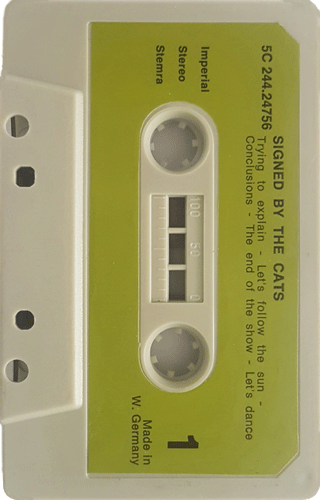 5C 244.24756 SIGNED BY THE CATS
Trying to explain - Let's follow the sun -
Conclusions - The end of the show - Let's dance
Imperial
Stereo
Stemra
100 50 0
1
Made in
W. Germany